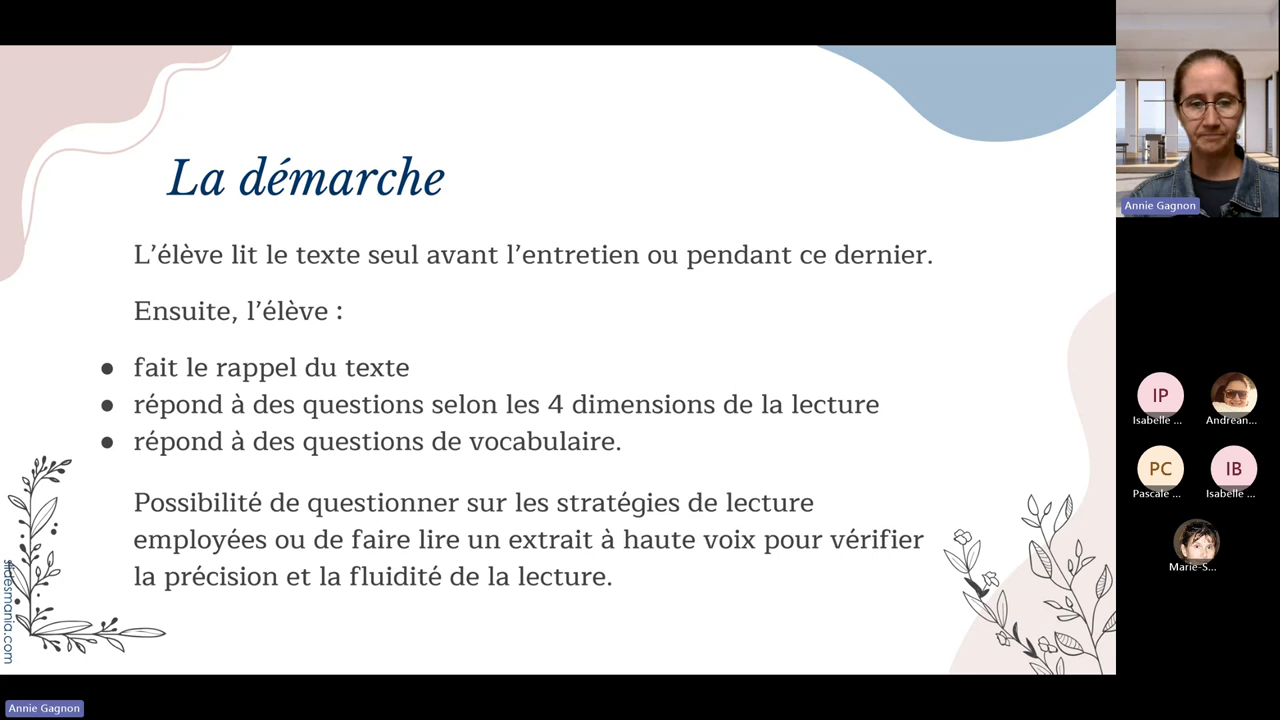 La démarche
L’élève lit le texte seul avant l’entretien ou pendant ce dernier.
Ensuite, l’élève :
● fait le rappel du texte
● répond à des questions selon les 4 dimensions de la lecture
● répond à des questions de vocabulaire.
Possibilité de questionner sur les stratégies de lecture
employées ou de faire lire un extrait à haute voix pour vérifier
la précision et la fluidité de la lecture.
slidesmania.com
Annie Gagnon
Annie Gagnon
IP
Isabelle ...
Andrean...
PC
Pascale ...
IB
Isabelle ...
Marie-S...